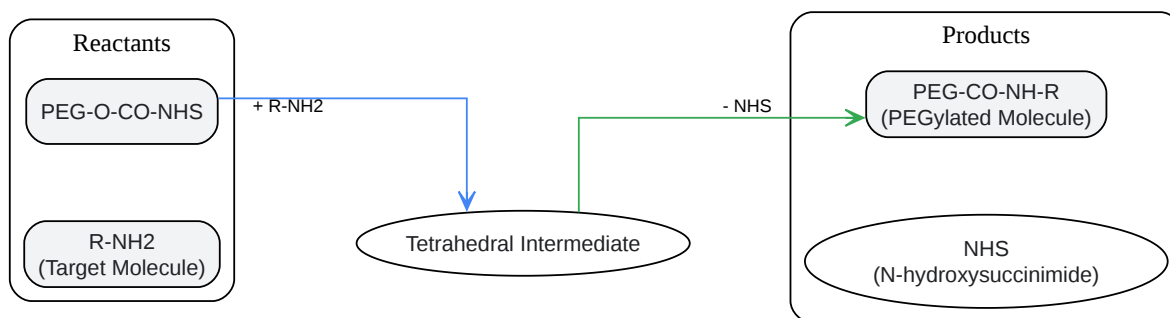 Reactants
PEG-O-CO-NHS
+ R-NH2
R-NH2
(Target Molecule)
Tetrahedral Intermediate
- NHS
Products
PEG-CO-NH-R
(PEGylated Molecule)
NHS
(N-hydroxysuccinimide)